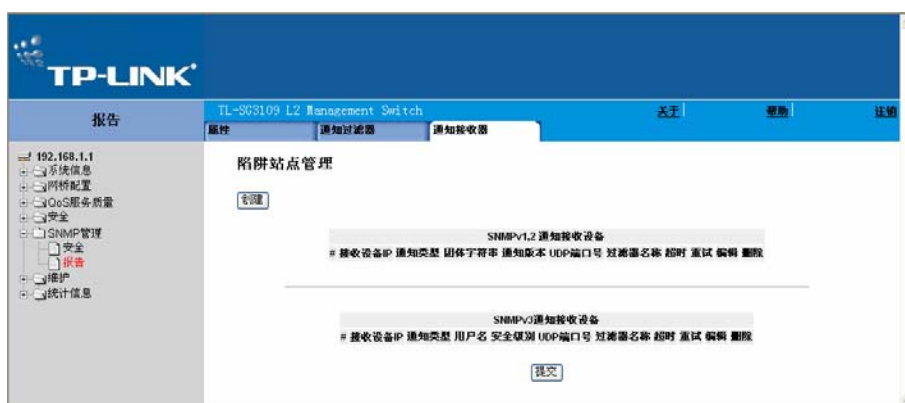 TP-LINK
报告
TL-SG3109 L2 Management Switch
关于
帮助
注销
属性
通知过滤器
通知接收器
192.168.1.1
系统信息
网桥配置
QoS服务质量
安全
SNMP管理
安全
报告
维护
统计信息
陷阱站点管理
创建
SNMPv1,2 通知接收设备
# 接收设备IP 通知类型 团体字符串 通知版本 UDP端口号 过滤器名称 超时 重试 编辑 删除
SNMPv3通知接收设备
# 接收设备IP 通知类型 用户名 安全级别 UDP端口号 过滤器名称 超时 重试 编辑 删除
提交